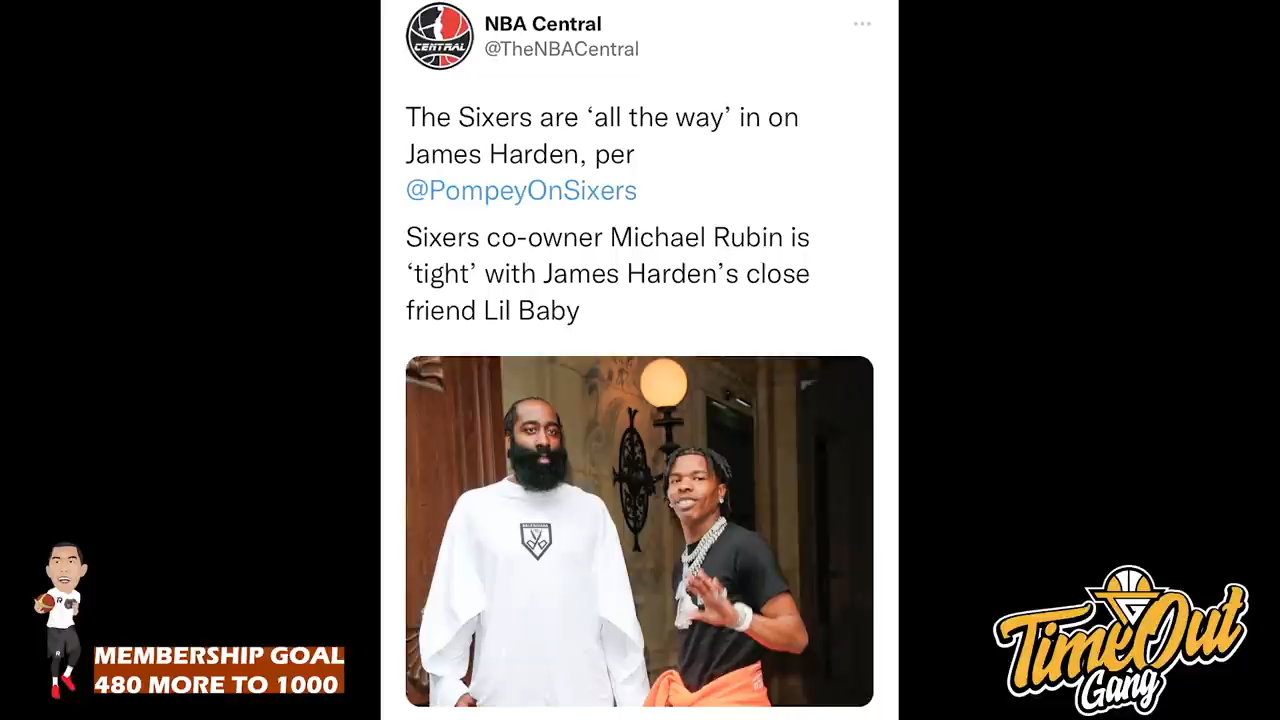 NBA Central
@TheNBACentral
The Sixers are ‘all the way’ in on
James Harden, per
@PompeyOnSixers
Sixers co-owner Michael Rubin is
‘tight’ with James Harden’s close
friend Lil Baby
CENTRAL
MEMBERSHIP GOAL
480 MORE TO 1000
TimeOut
Gang